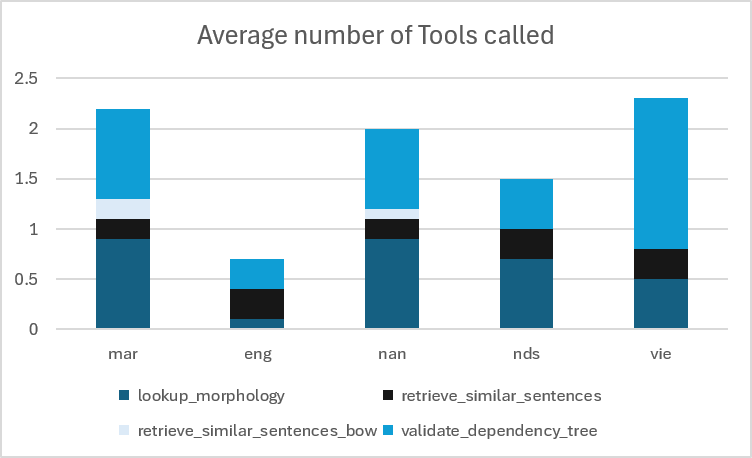 Average number of Tools called
2.5
2
1.5
1
0.5
0
mar eng nan nds vie
lookup_morphology retrieve_similar_sentences
retrieve_similar_sentences_bow validate_dependency_tree